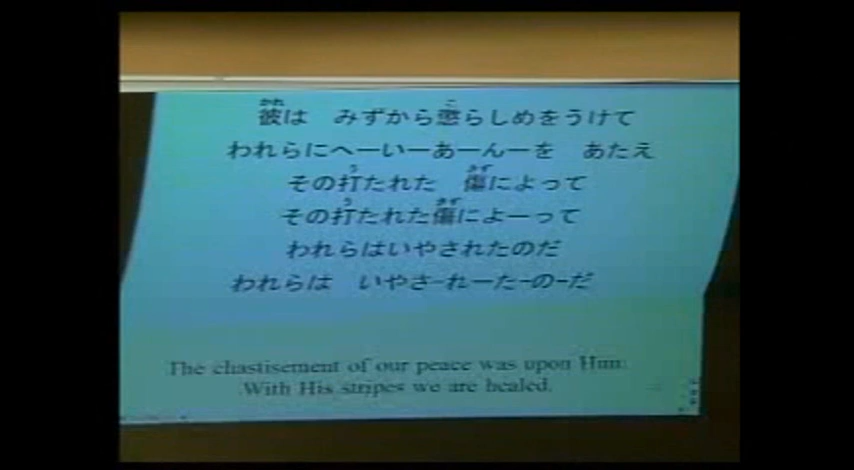 彼は　みずから懲らしめをうけて
われらにへーいーあーんーを　あたえ
その打たれた　傷によって
その打たれた傷によーって
われらはいやされたのだ
われらは　いやさーれーたーのーだ
The chastisement of our peace was upon Him:
With His stripes we are healed.